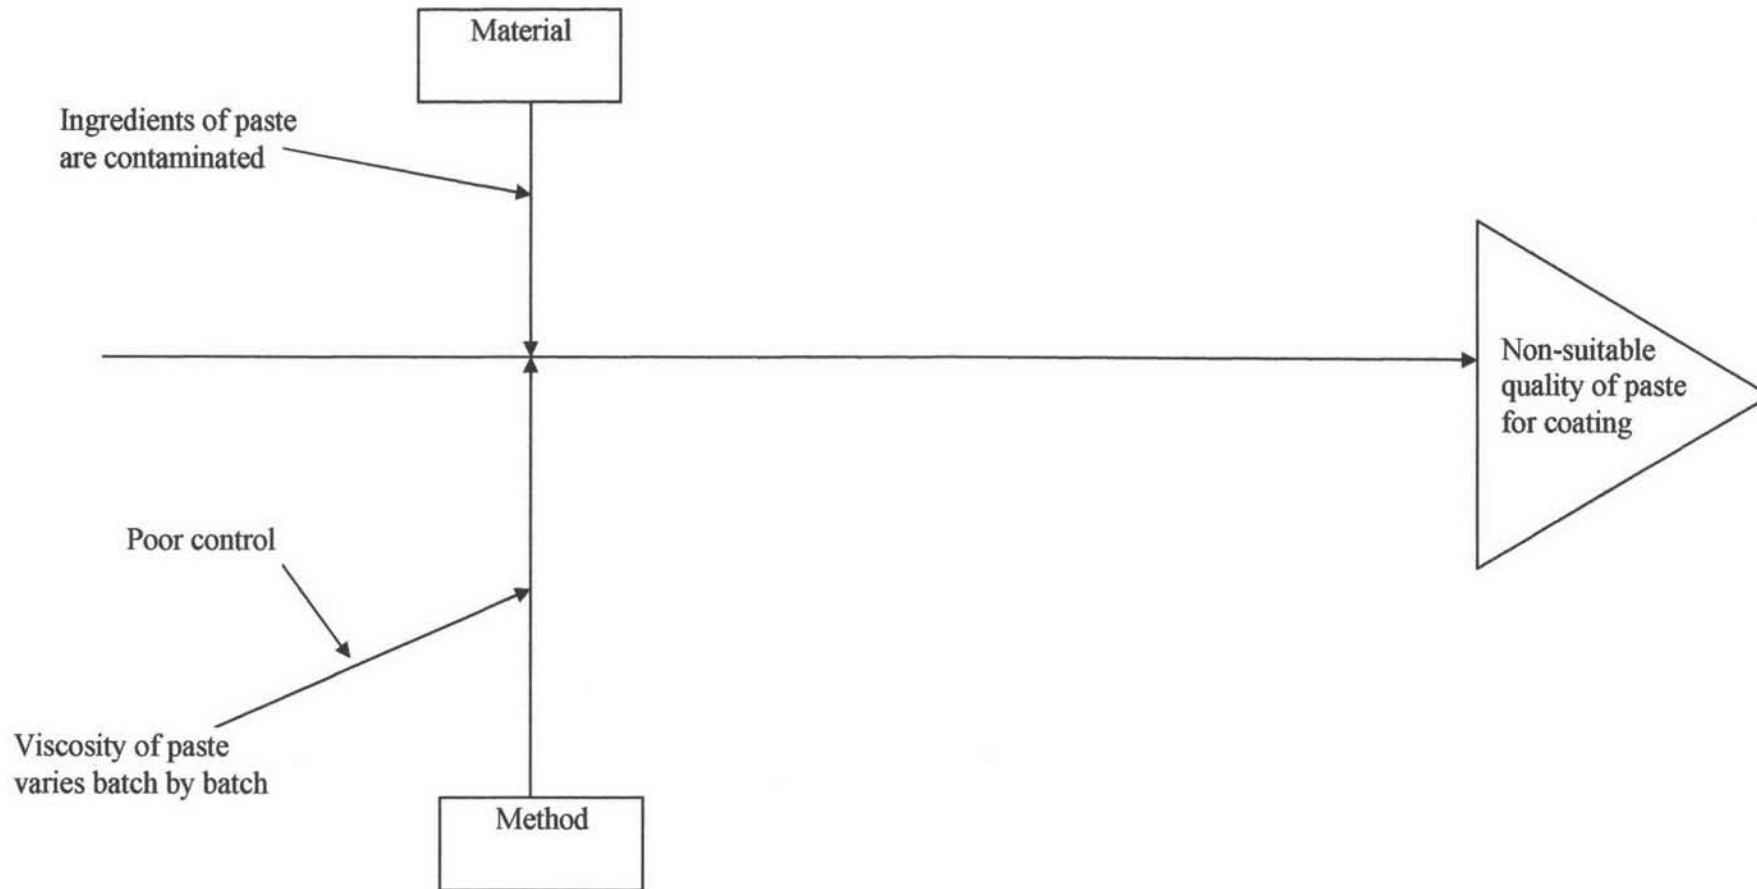 Material
Ingredients of paste
are contaminated
Non-suitable
quality of paste
for coating
Poor control
Viscosity of paste
varies batch by batch
Method